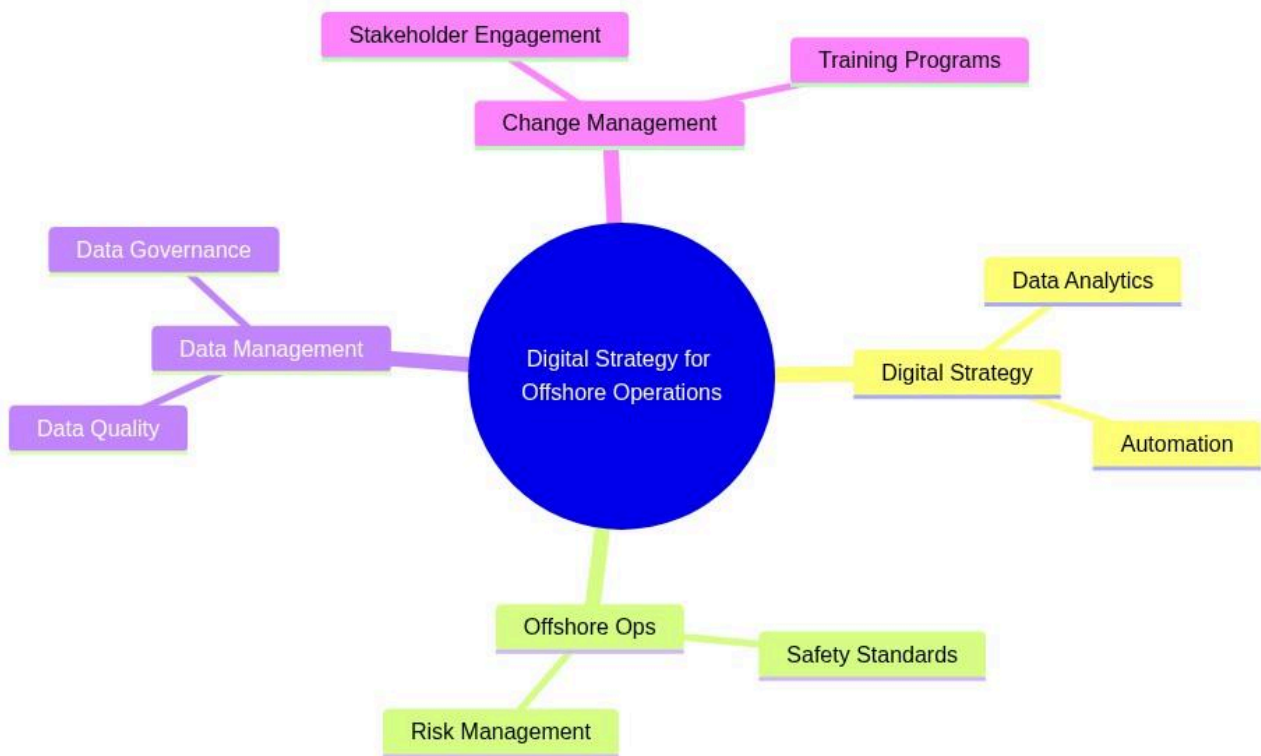 Stakeholder Engagement
Training Programs
Change Management
Data Governance
Data Analytics
Data Management
Digital Strategy for
Offshore Operations
Digital Strategy
Data Quality
Automation
Offshore Ops
Safety Standards
Risk Management